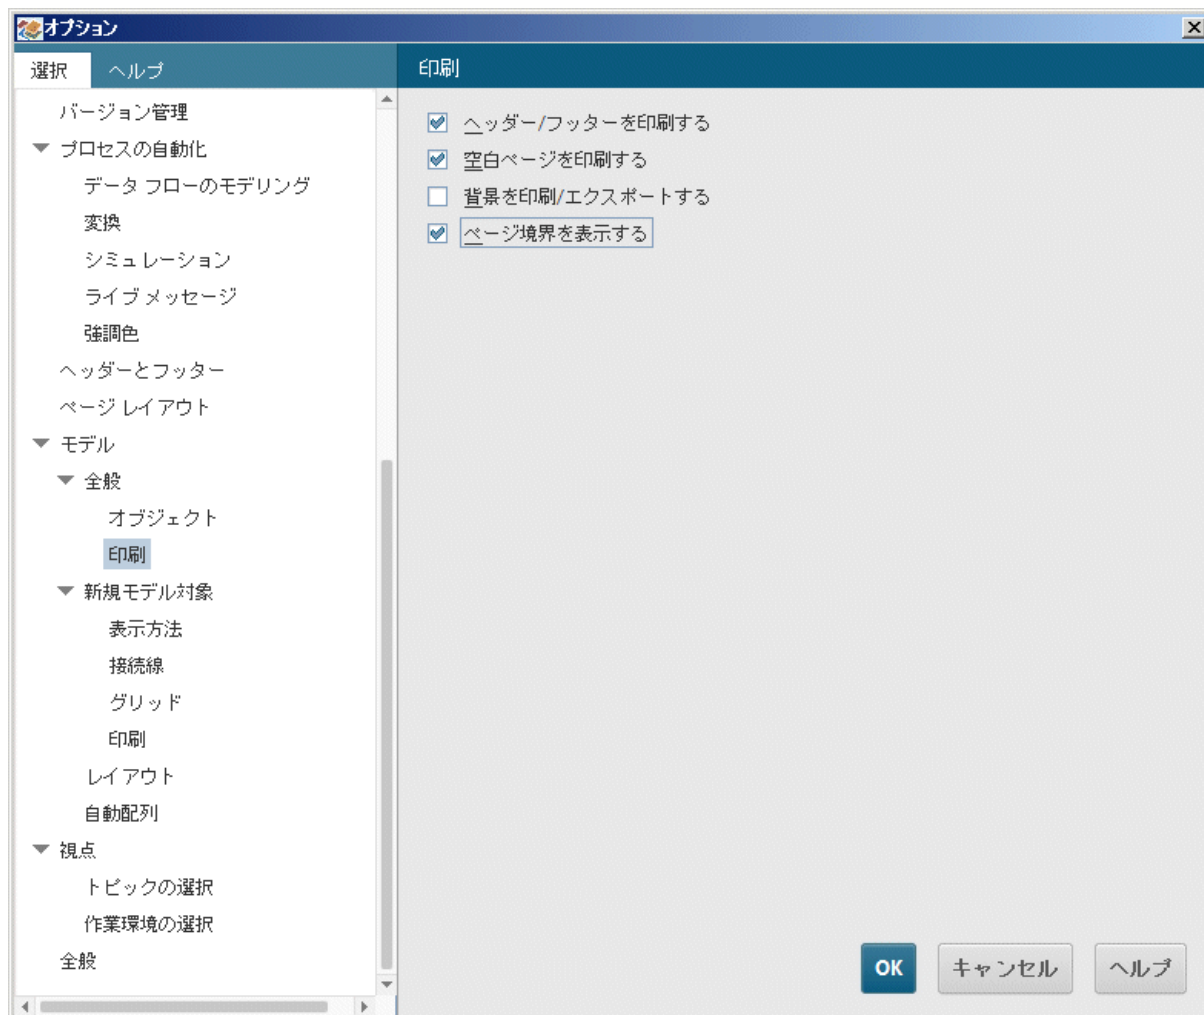 オプション
選択
ヘルプ
印刷
バージョン管理
プロセスの自動化
データ フローのモデリング
変換
シミュレーション
ライブ メッセージ
強調色
ヘッダーとフッター
ページ レイアウト
モデル
全般
オブジェクト
印刷
新規モデル対象
表示方法
接続線
グリッド
印刷
レイアウト
自動配列
視点
トピックの選択
作業環境の選択
全般
ヘッダー/フッターを印刷する
空白ページを印刷する
背景を印刷/エクスポートする
ページ境界を表示する
OK
キャンセル
ヘルプ